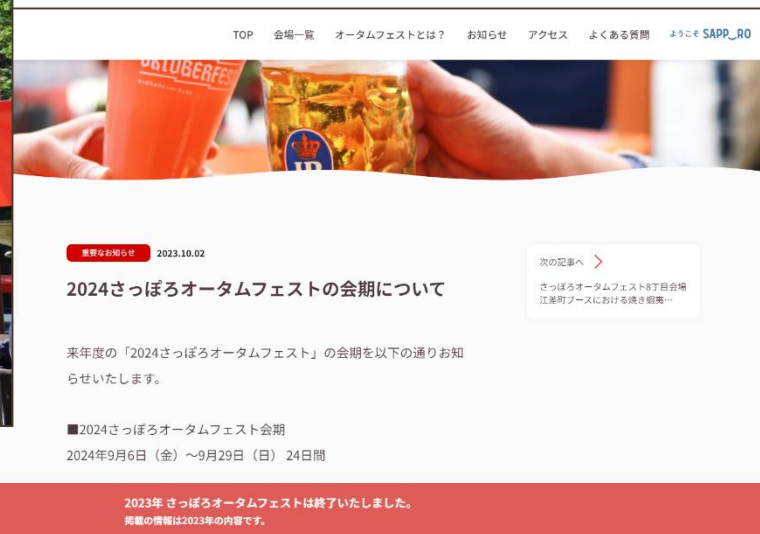 TOP 会場一覧 オータムフェストとは？ お知らせ アクセス よくある質問 ようこそ SAPP_RO
OKTOBERFEST
HB
重要なお知らせ 2023.10.02
2024さっぽろオータムフェストの会期について
来年度の「2024さっぽろオータムフェスト」の会期を以下の通りお知
らせいたします。
■2024さっぽろオータムフェスト会期
2024年9月6日（金）～9月29日（日） 24日間
次の記事へ
さっぽろオータムフェスト8丁目会場
江差町ブースにおける焼き蝦夷…
2023年 さっぽろオータムフェストは終了いたしました。
掲載の情報は2023年の内容です。